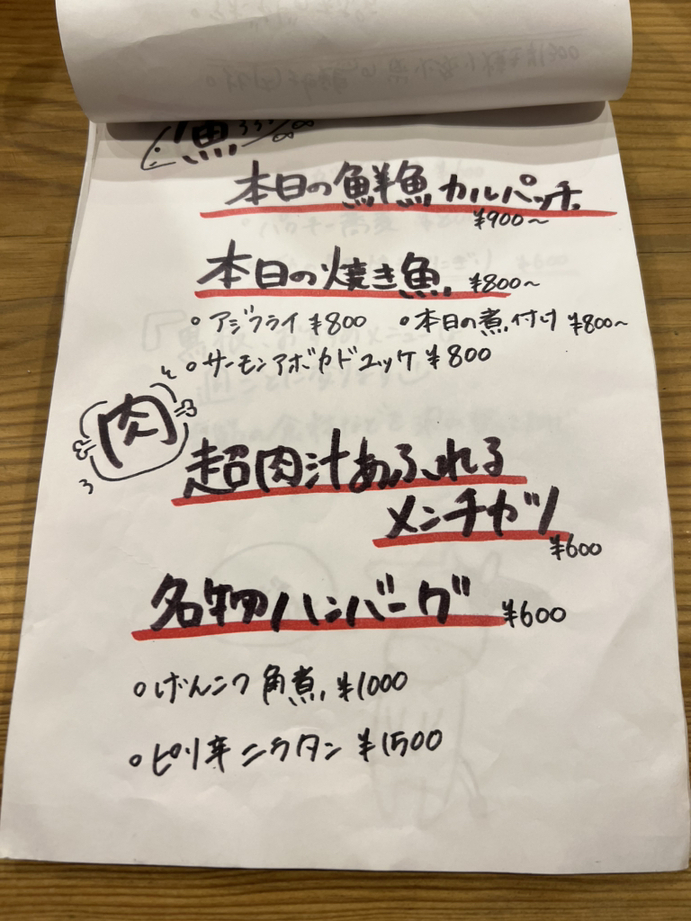 魚
本日の鮮魚カルパッチョ
¥900〜
本日の焼き魚 ¥800〜
○ アジフライ ¥800 ○ 本日の煮付け ¥800〜
○ サーモンアボカドユッケ ¥800
肉
超肉汁あふれる
メンチカツ
¥600
名物ハンバーグ ¥600
○ げんこつ角煮 ¥1000
○ ピリ辛ニラタン ¥1500